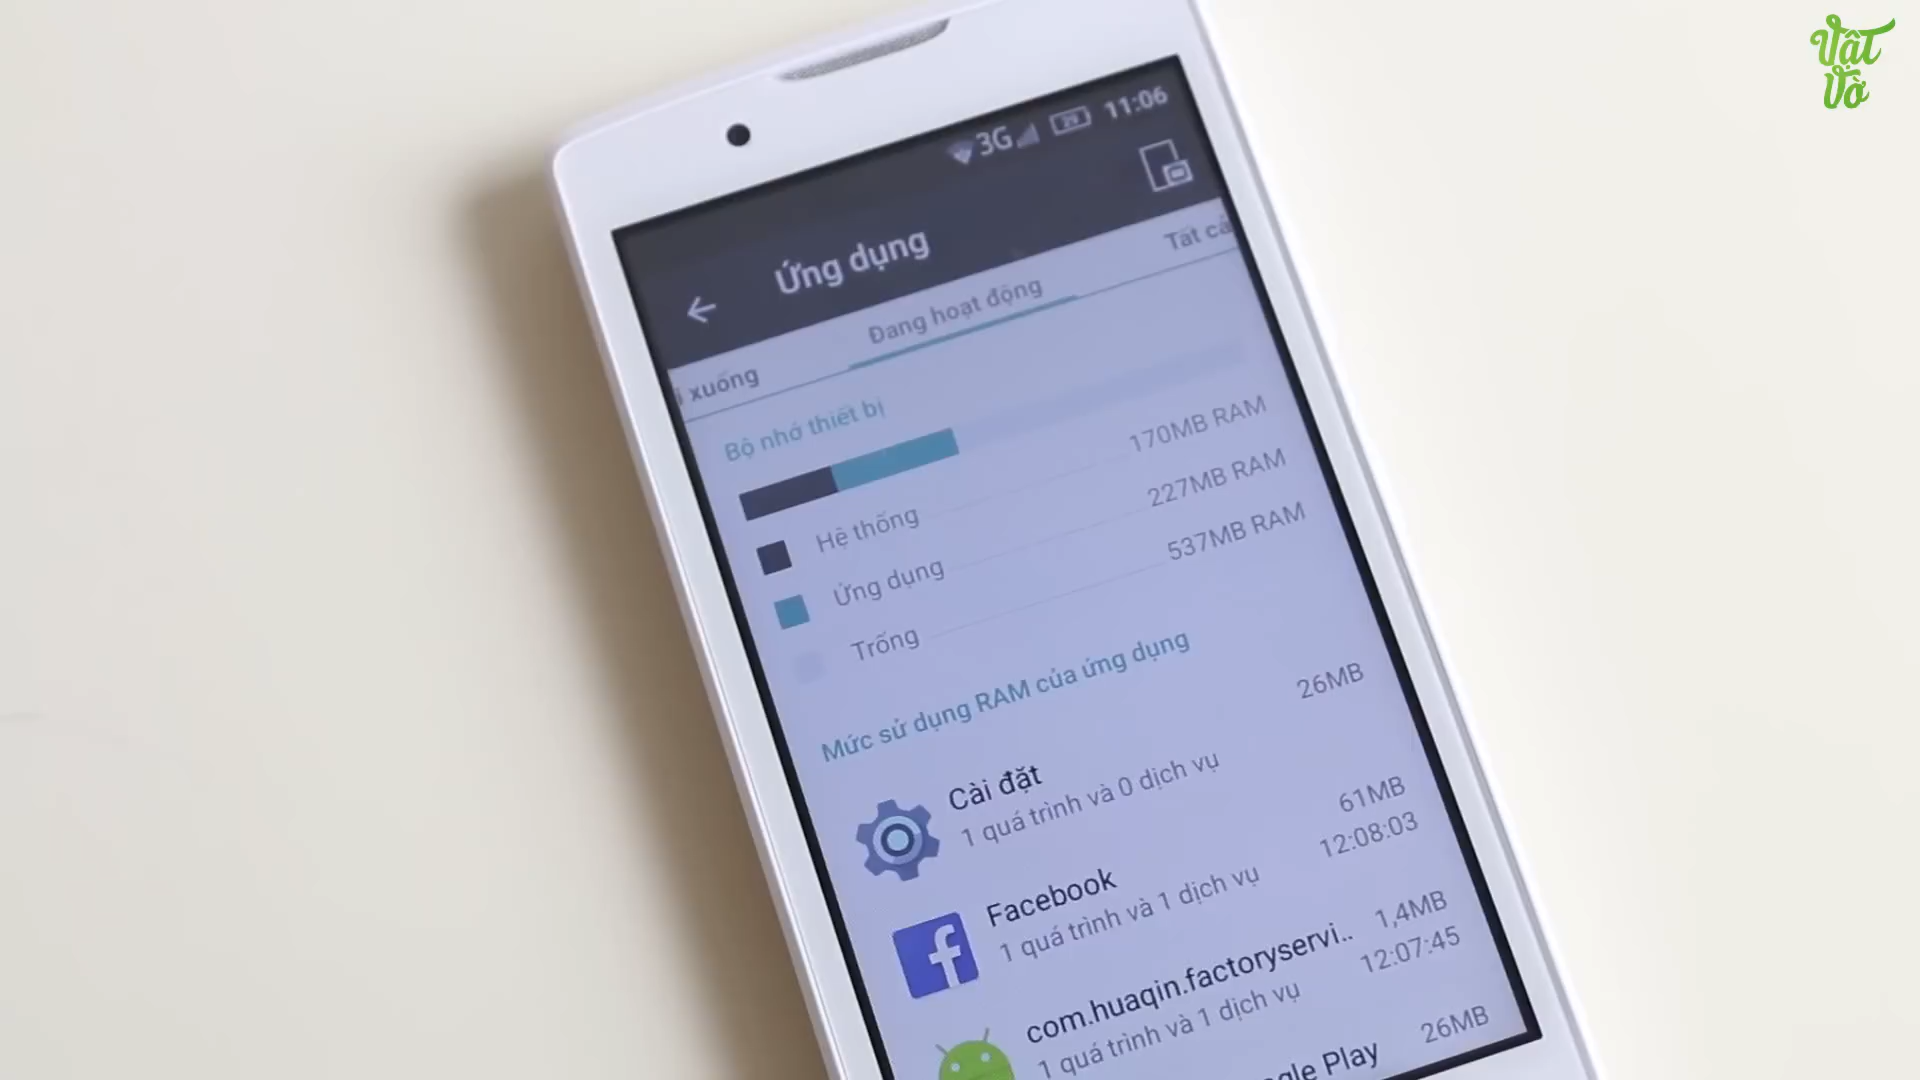 Vật
Vờ
3G 29 11:06
Ứng dụng
i xuống
Đang hoạt động
Tất cả
Bộ nhớ thiết bị
Hệ thống 170MB RAM
Ứng dụng 227MB RAM
Trống 537MB RAM
Mức sử dụng RAM của ứng dụng
Cài đặt 26MB
1 quá trình và 0 dịch vụ
Facebook 61MB
1 quá trình và 1 dịch vụ 12:08:03
com.huaqin.factoryservi.. 1,4MB
1 quá trình và 1 dịch vụ 12:07:45
gle Play 26MB